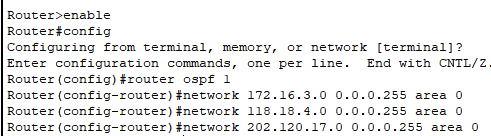 Router>enable
Router#config
Configuring from terminal, memory, or network [terminal]?
Enter configuration commands, one per line.  End with CNTL/Z.
Router(config)#router ospf 1
Router(config-router)#network 172.16.3.0 0.0.0.255 area 0
Router(config-router)#network 118.18.4.0 0.0.0.255 area 0
Router(config-router)#network 202.120.17.0 0.0.0.255 area 0